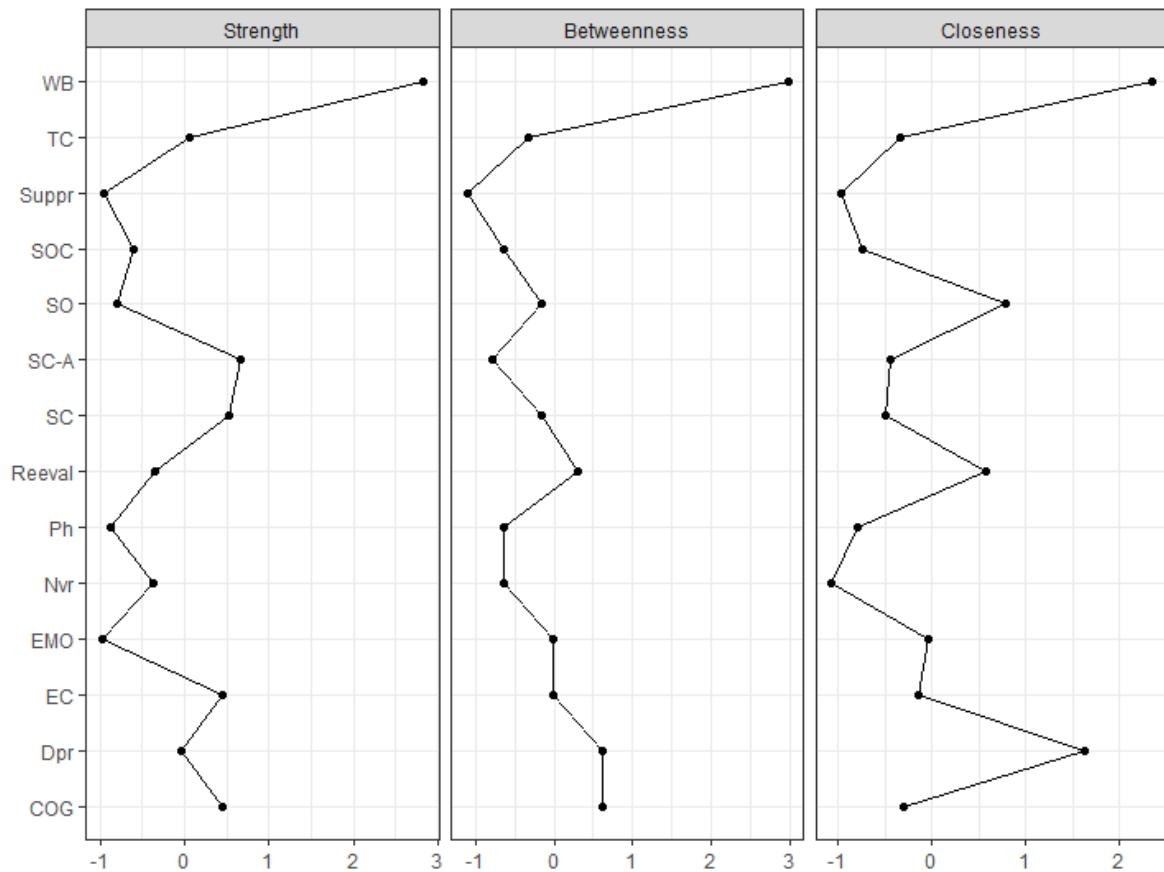 Strength Betweenness Closeness
WB
TC
Suppr
SOC
SO
SC-A
SC
Reeval
Ph
Nvr
EMO
EC
Dpr
COG
-1 0 1 2 3 -1 0 1 2 3 -1 0 1 2